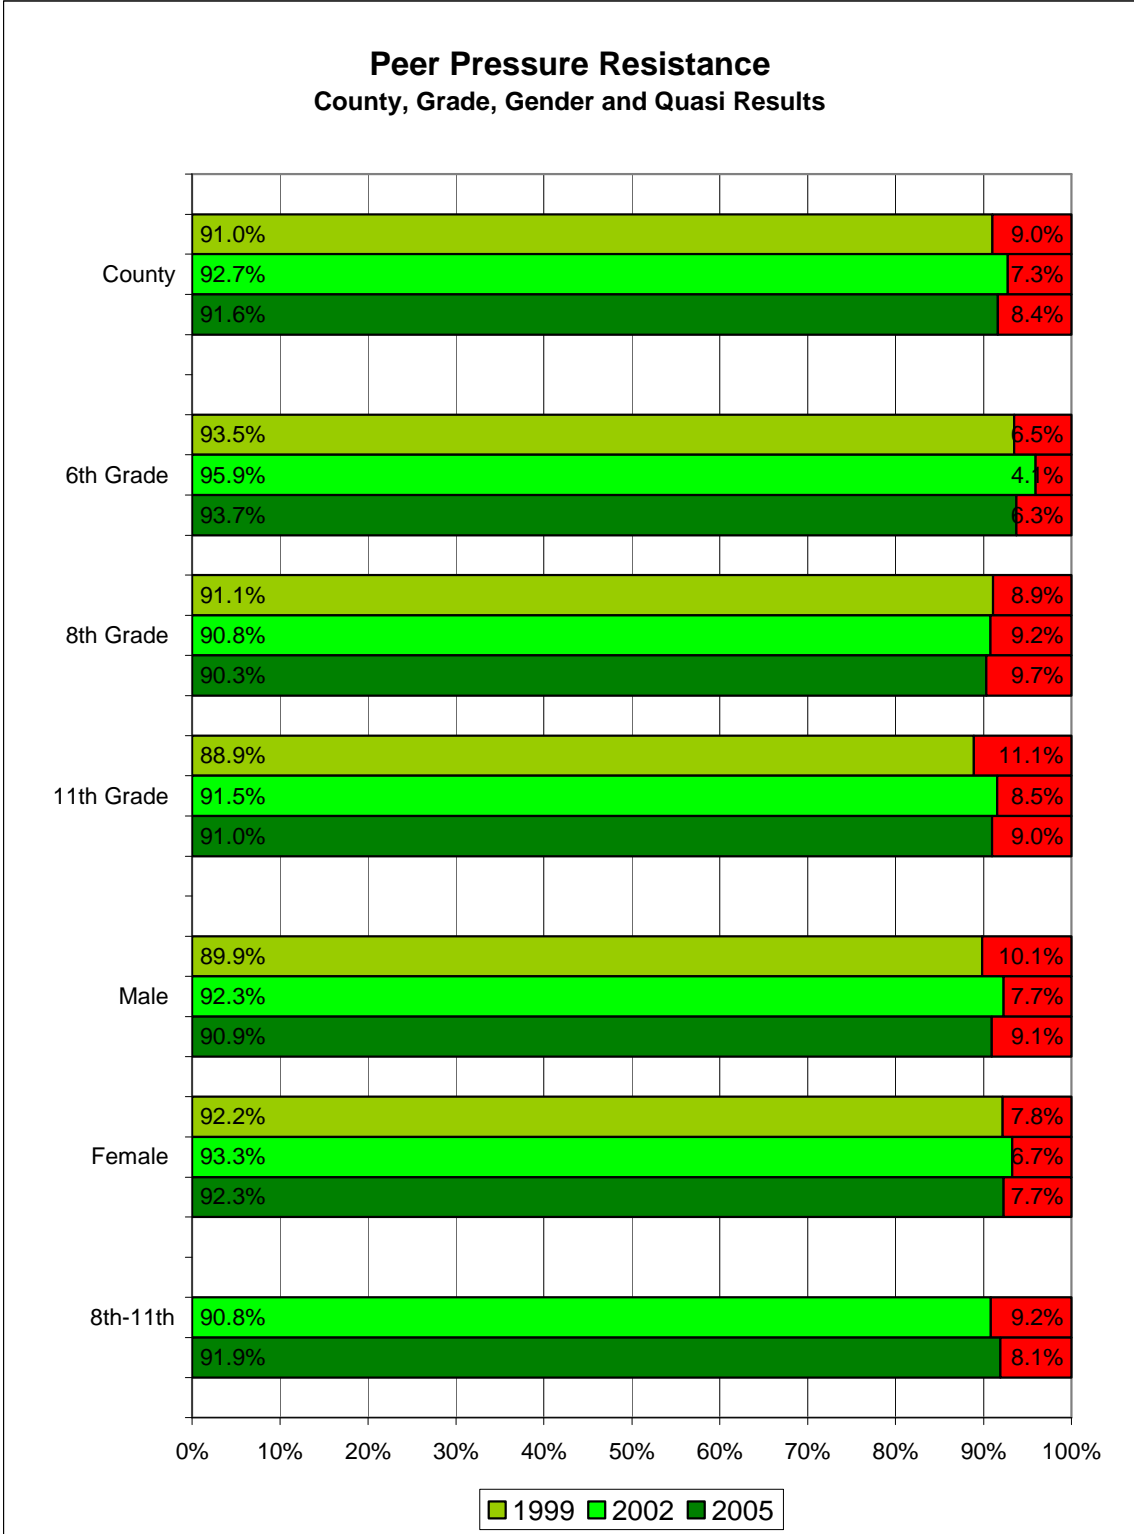 Peer Pressure Resistance
County, Grade, Gender and Quasi Results
91.0% 9.0%
County 92.7% 7.3%
91.6% 8.4%
93.5% 6.5%
6th Grade 95.9% 4.1%
93.7% 6.3%
91.1% 8.9%
8th Grade 90.8% 9.2%
90.3% 9.7%
88.9% 11.1%
11th Grade 91.5% 8.5%
91.0% 9.0%
89.9% 10.1%
Male 92.3% 7.7%
90.9% 9.1%
92.2% 7.8%
Female 93.3% 6.7%
92.3% 7.7%
8th-11th 90.8% 9.2%
91.9% 8.1%
0% 10% 20% 30% 40% 50% 60% 70% 80% 90% 100%
1999 2002 2005